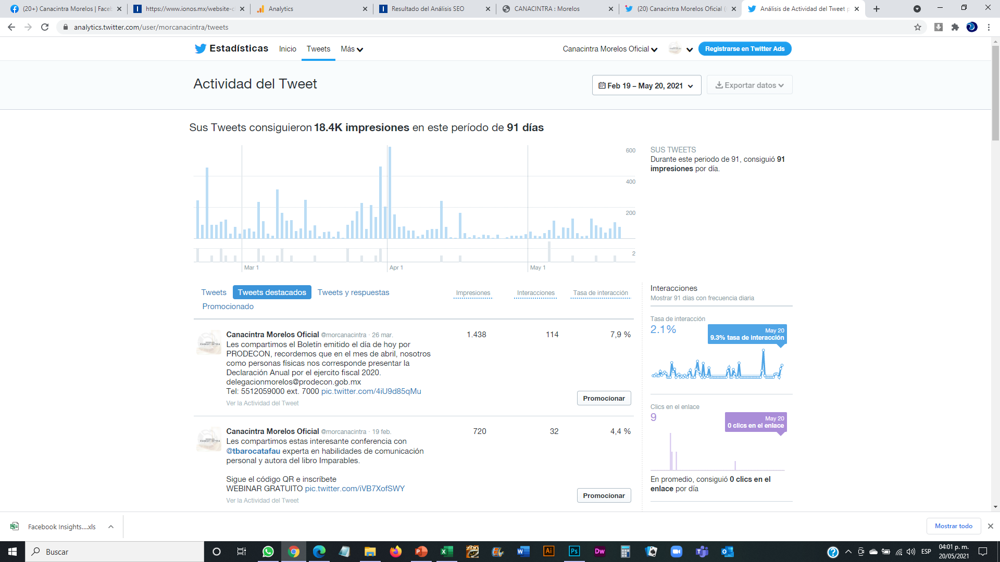 (20+) Canacintra Morelos | Faceb
https://www.ionos.mx/website-c
Analytics
Resultado del Análisis SEO
CANACINTRA : Morelos
(20) Canacintra Morelos Oficial (
Análisis de Actividad del Tweet p
analytics.twitter.com/user/morcanacintra/tweets
Estadísticas
Inicio
Tweets
Más
Canacintra Morelos Oficial
Registrarse en Twitter Ads
Actividad del Tweet
Feb 19 – May 20, 2021
Exportar datos
Sus Tweets consiguieron 18.4K impresiones en este período de 91 días
600
400
200
2
Mar 1
Apr 1
May 1
SUS TWEETS
Durante este periodo de 91, consiguió 91
impresiones por día.
Tweets
Tweets destacados
Tweets y respuestas
Promocionado
Impresiones
Interacciones
Tasa de interacción
Canacintra Morelos Oficial @morcanacintra · 26 mar.
Les compartimos el Boletín emitido el día de hoy por
PRODECON, recordemos que en el mes de abril, nosotros
como personas físicas nos corresponde presentar la
Declaración Anual por el ejercito fiscal 2020.
delegacionmorelos@prodecon.gob.mx
Tel: 5512059000 ext. 7000 pic.twitter.com/4iU9d85qMu
Ver la Actividad del Tweet
1.438
114
7,9 %
Promocionar
Canacintra Morelos Oficial @morcanacintra · 19 feb.
Les compartimos estas interesante conferencia con
@tbarocatafau experta en habilidades de comunicación
personal y autora del libro Imparables.
Sigue el código QR e inscríbete
WEBINAR GRATUITO pic.twitter.com/iVB7XofSWY
Ver la Actividad del Tweet
720
32
4,4 %
Promocionar
Interacciones
Mostrar 91 días con frecuencia diaria
Tasa de interacción
2.1%
May 20
9.3% tasa de interacción
Clics en el enlace
9
May 20
0 clics en el enlace
En promedio, consiguió 0 clics en el
enlace por día
Facebook Insights....xls
Mostrar todo
Buscar
ESP
04:01 p. m.
20/05/2021